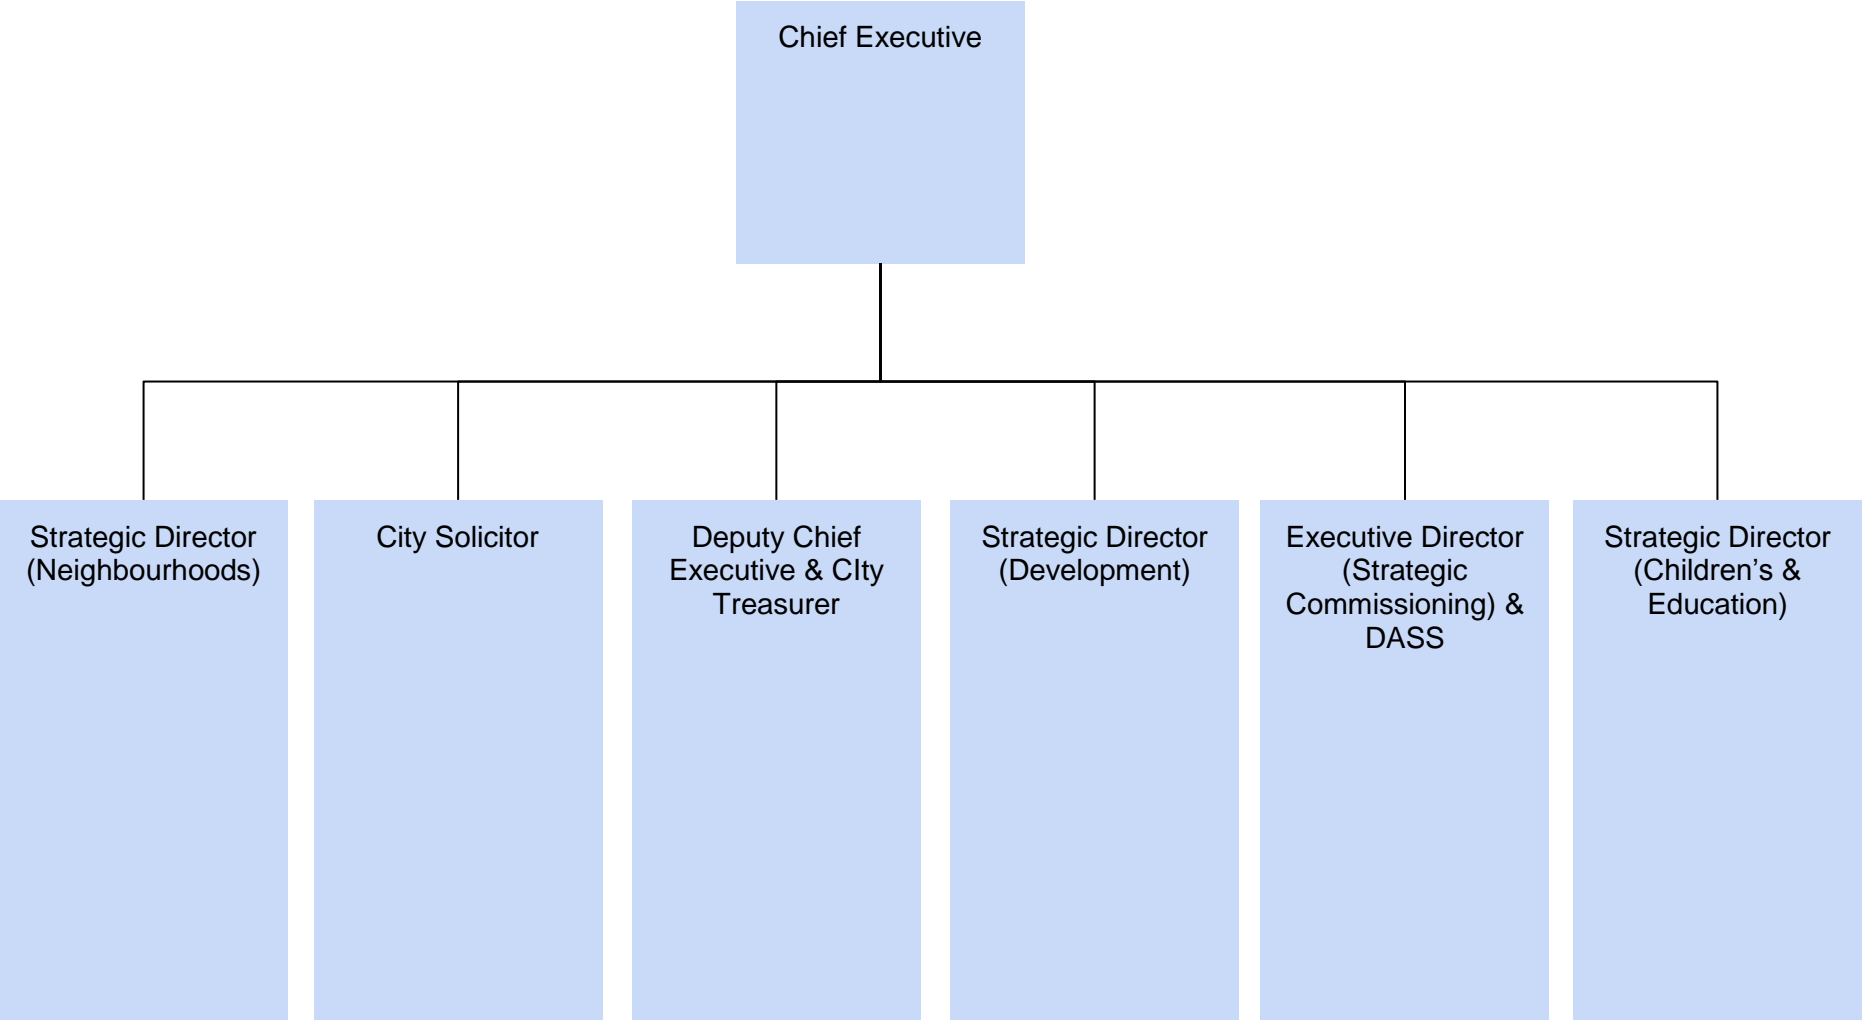 Chief Executive
Strategic Director
(Neighbourhoods)
City Solicitor
Deputy Chief
Executive & CIty
Treasurer
Strategic Director
(Development)
Executive Director
(Strategic
Commissioning) &
DASS
Strategic Director
(Children’s &
Education)